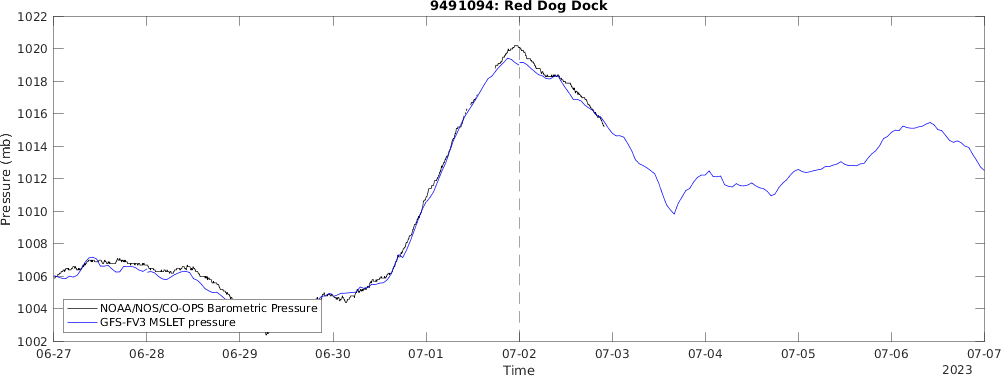 9491094: Red Dog Dock
1022
1020
1018
1016
1014
1012
1010
1008
1006
1004
1002
Pressure (mb)
NOAA/NOS/CO-OPS Barometric Pressure
GFS-FV3 MSLET pressure
06-27 06-28 06-29 06-30 07-01 07-02 07-03 07-04 07-05 07-06 07-07
Time
2023